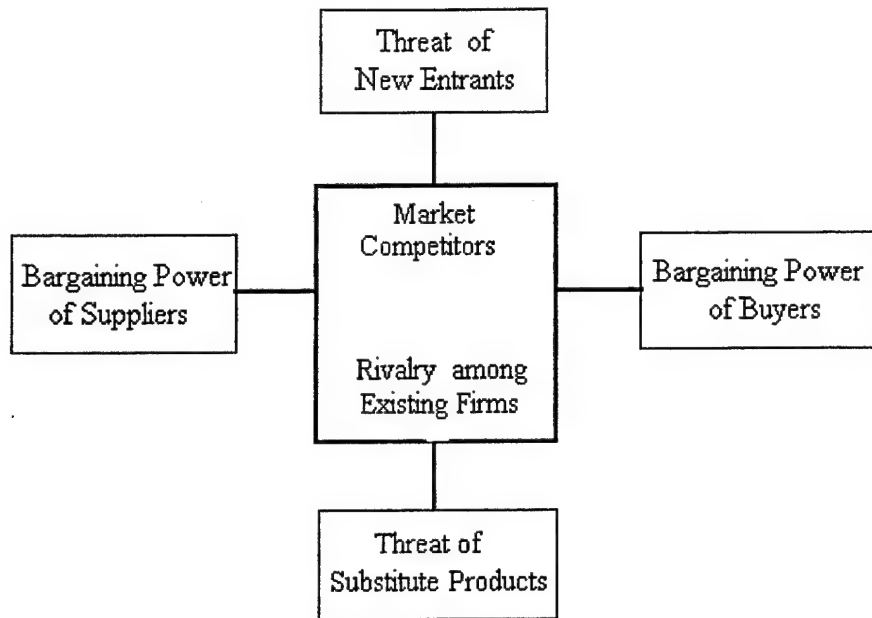 Threat of
New Entrants
Market
Competitors
Bargaining Power
of Suppliers
Bargaining Power
of Buyers
Rivalry among
Existing Firms
Threat of
Substitute Products